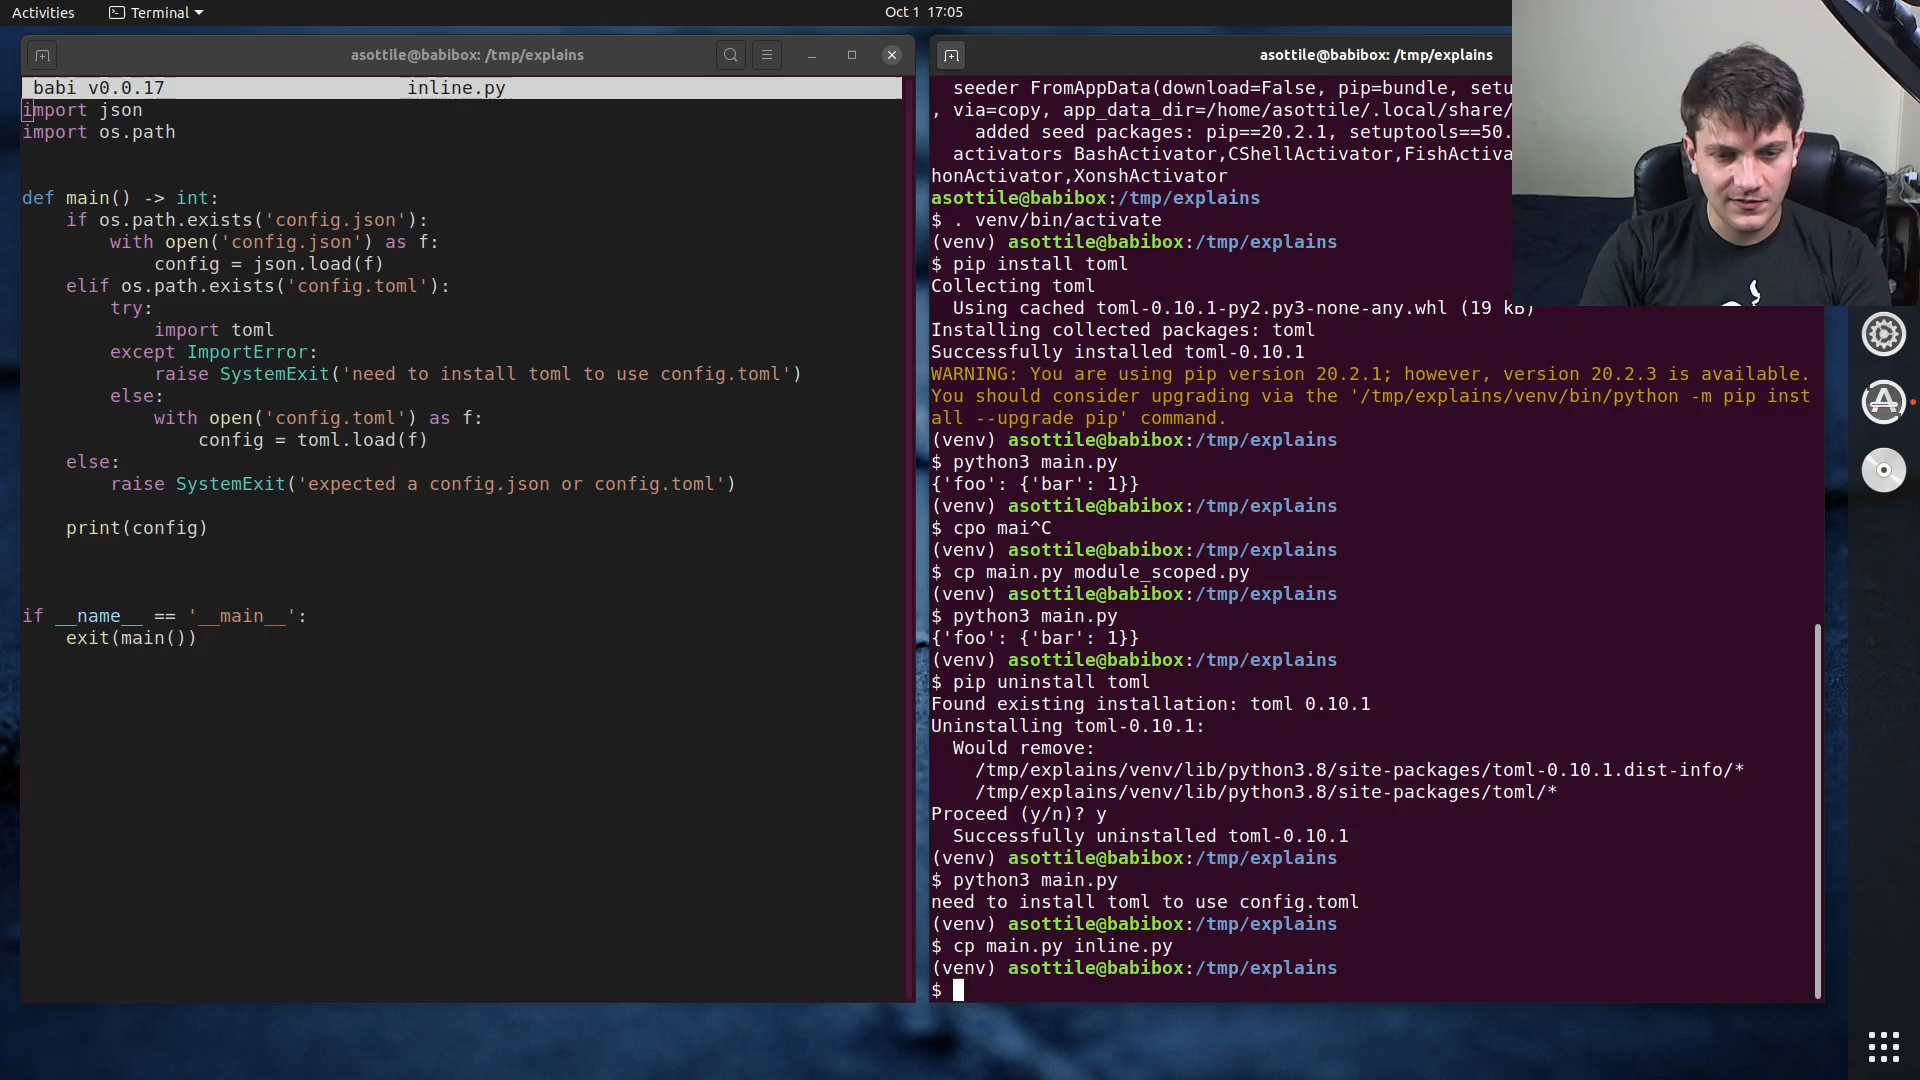 Activities
Terminal
Oct 1 17:05
asottile@babibox: /tmp/explains
babi v0.0.17 inline.py
import json
import os.path
def main() -> int:
    if os.path.exists('config.json'):
        with open('config.json') as f:
            config = json.load(f)
    elif os.path.exists('config.toml'):
        try:
            import toml
        except ImportError:
            raise SystemExit('need to install toml to use config.toml')
        else:
            with open('config.toml') as f:
                config = toml.load(f)
    else:
        raise SystemExit('expected a config.json or config.toml')
    print(config)
if __name__ == '__main__':
    exit(main())
asottile@babibox: /tmp/explains
  seeder FromAppData(download=False, pip=bundle, setu
, via=copy, app_data_dir=/home/asottile/.local/share/
    added seed packages: pip==20.2.1, setuptools==50.
  activators BashActivator,CShellActivator,FishActiva
honActivator,XonshActivator
asottile@babibox:/tmp/explains
$ . venv/bin/activate
(venv) asottile@babibox:/tmp/explains
$ pip install toml
Collecting toml
  Using cached toml-0.10.1-py2.py3-none-any.whl (19 kB)
Installing collected packages: toml
Successfully installed toml-0.10.1
WARNING: You are using pip version 20.2.1; however, version 20.2.3 is available.
You should consider upgrading via the '/tmp/explains/venv/bin/python -m pip inst
all --upgrade pip' command.
(venv) asottile@babibox:/tmp/explains
$ python3 main.py
{'foo': {'bar': 1}}
(venv) asottile@babibox:/tmp/explains
$ cpo mai^C
(venv) asottile@babibox:/tmp/explains
$ cp main.py module_scoped.py
(venv) asottile@babibox:/tmp/explains
$ python3 main.py
{'foo': {'bar': 1}}
(venv) asottile@babibox:/tmp/explains
$ pip uninstall toml
Found existing installation: toml 0.10.1
Uninstalling toml-0.10.1:
  Would remove:
    /tmp/explains/venv/lib/python3.8/site-packages/toml-0.10.1.dist-info/*
    /tmp/explains/venv/lib/python3.8/site-packages/toml/*
Proceed (y/n)? y
  Successfully uninstalled toml-0.10.1
(venv) asottile@babibox:/tmp/explains
$ python3 main.py
need to install toml to use config.toml
(venv) asottile@babibox:/tmp/explains
$ cp main.py inline.py
(venv) asottile@babibox:/tmp/explains
$